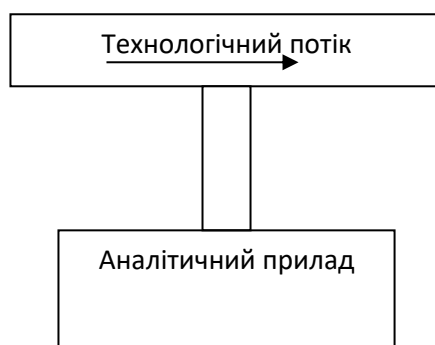 Технологічний потік
Аналітичний прилад